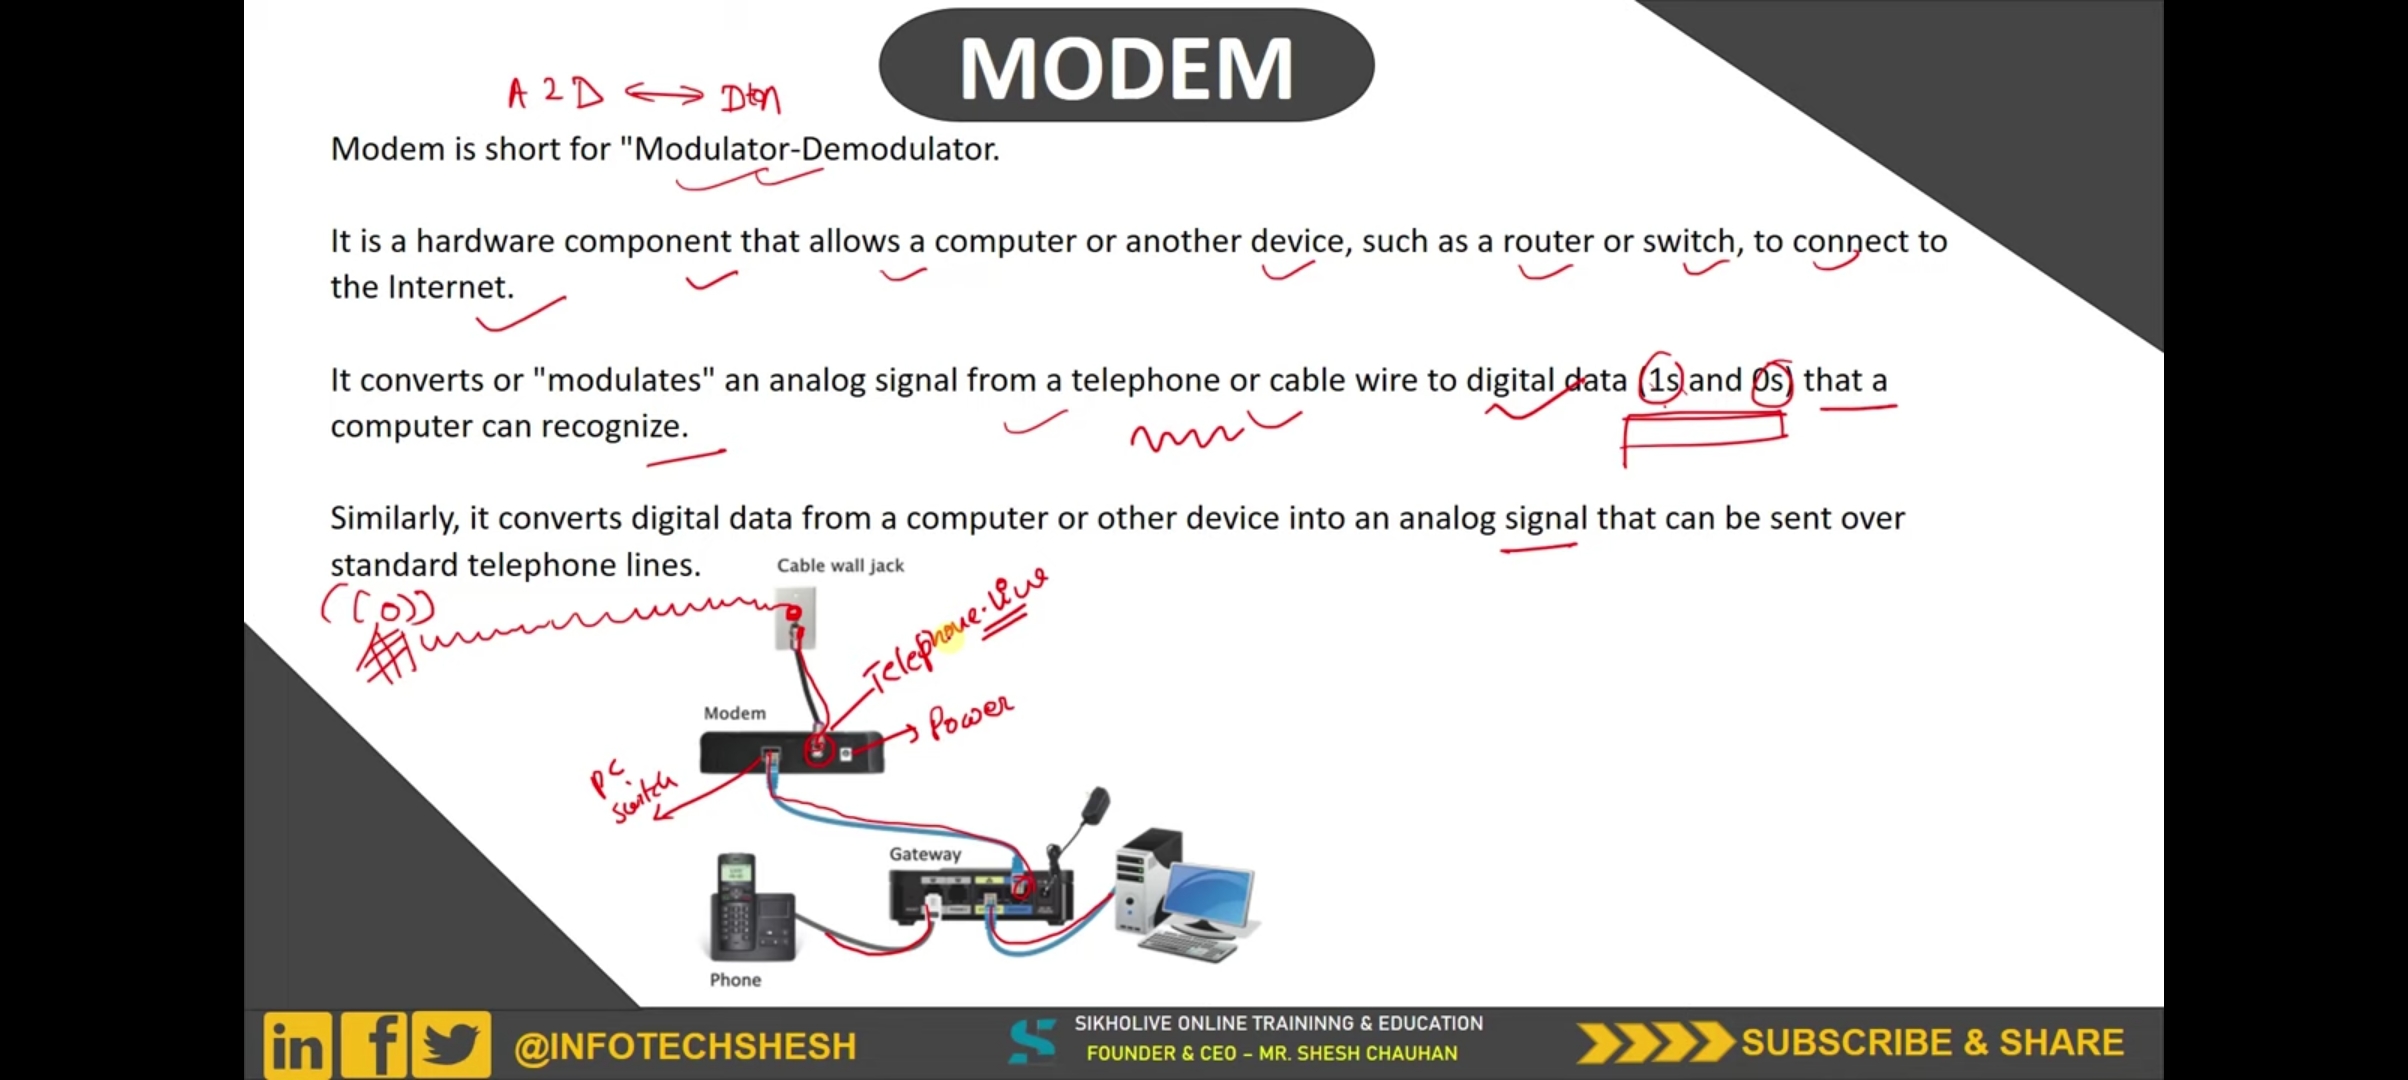 MODEM
A 2 D ↔ DtoA
Modem is short for "Modulator-Demodulator.
It is a hardware component that allows a computer or another device, such as a router or switch, to connect to
the Internet.
It converts or "modulates" an analog signal from a telephone or cable wire to digital data (1s and 0s) that a
computer can recognize.
Similarly, it converts digital data from a computer or other device into an analog signal that can be sent over
standard telephone lines.
Cable wall jack
((0))
Telephone.line
Modem
Power
PC
switch
Gateway
Phone
in f @INFOTECHSHESH
SIKHOLIVE ONLINE TRAININNG & EDUCATION
FOUNDER & CEO – MR. SHESH CHAUHAN
SUBSCRIBE & SHARE